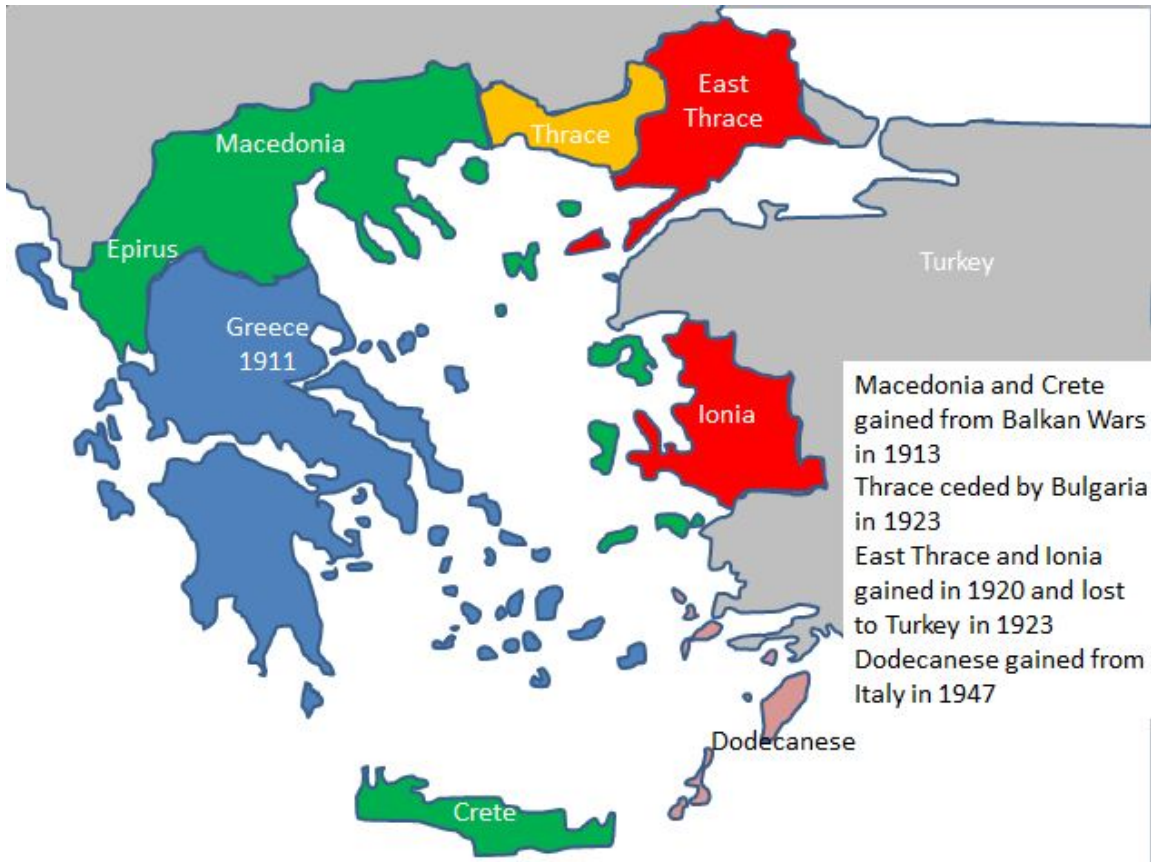 East
Thrace
Thrace
Macedonia
Epirus
Turkey
Greece
1911
Ionia
Macedonia and Crete
gained from Balkan Wars
in 1913
Thrace ceded by Bulgaria
in 1923
East Thrace and Ionia
gained in 1920 and lost
to Turkey in 1923
Dodecanese gained from
Italy in 1947
Dodecanese
Crete